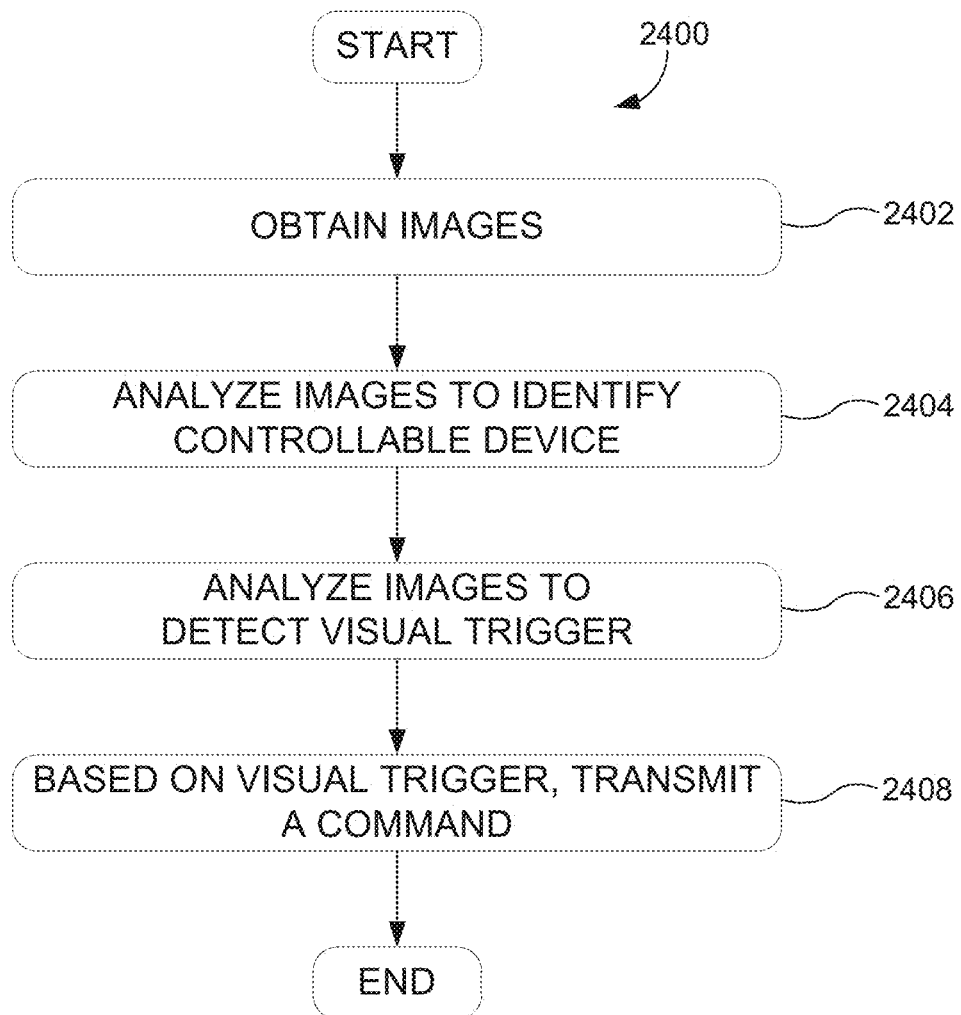 START
2400
OBTAIN IMAGES
2402
ANALYZE IMAGES TO IDENTIFY
CONTROLLABLE DEVICE
2404
ANALYZE IMAGES TO
DETECT VISUAL TRIGGER
2406
BASED ON VISUAL TRIGGER, TRANSMIT
A COMMAND
2408
END